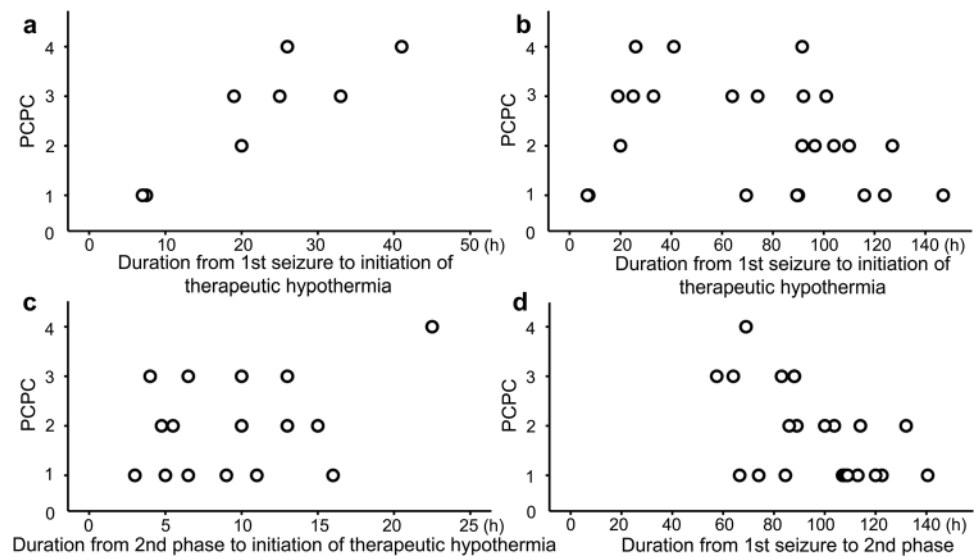 a
4
3
2
1
0
PCPC
0 10 20 30 40 50 (h)
Duration from 1st seizure to initiation of
therapeutic hypothermia
b
4
3
2
1
0
PCPC
0 20 40 60 80 100 120 140 (h)
Duration from 1st seizure to initiation of
therapeutic hypothermia
c
4
3
2
1
0
PCPC
0 5 10 15 20 25 (h)
Duration from 2nd phase to initiation of therapeutic hypothermia
d
4
3
2
1
0
PCPC
0 20 40 60 80 100 120 140 (h)
Duration from 1st seizure to 2nd phase